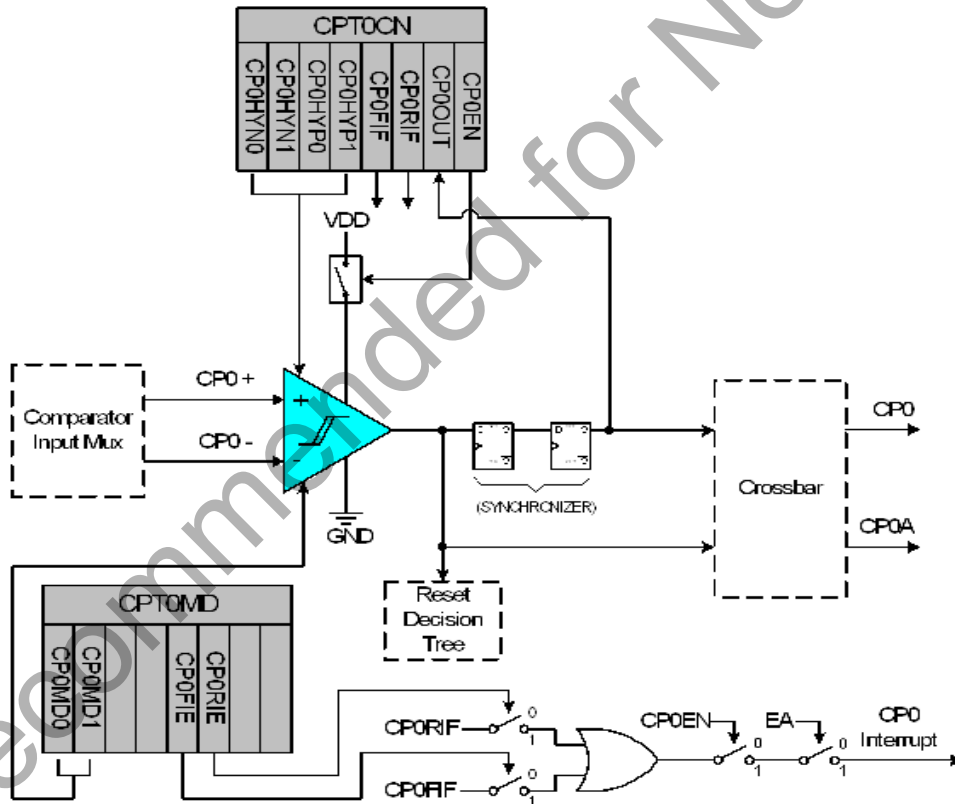 CPT0CN
CP0HYN0
CP0HYN1
CP0HYP0
CP0HYP1
CP0FIF
CP0RIF
CP0OUT
CP0EN
VDD
Comparator
Input Mux
CP0 +
CP0 -
+
-
GND
(SYNCHRONIZER)
Crossbar
CP0
CP0A
Reset
Decision
Tree
CPT0MD
CP0MD0
CP0MD1
CP0FIE
CP0RIE
CP0RIF
0
1
CP0FIF
0
1
CP0EN
0
1
EA
0
1
CP0
Interrupt
ecommended for N